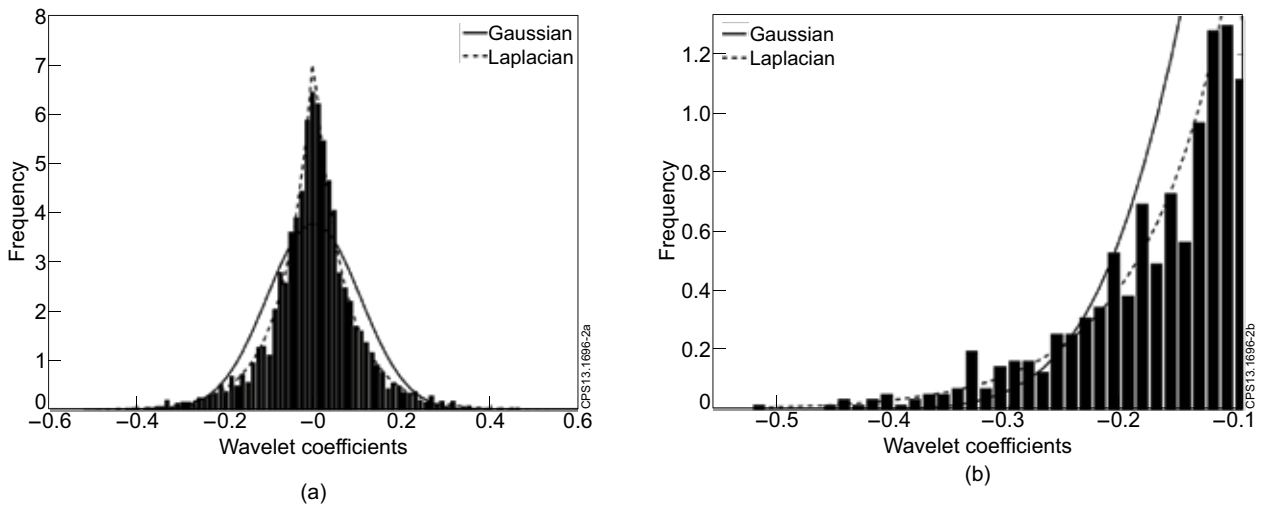 8
7
6
5
4
3
2
1
0
Frequency
Gaussian
Laplacian
−0.6 −0.4 −0.2 −0 0.2 0.4 0.6
Wavelet coefficients
CPS13.1696-2a
(a)
1.2
1.0
0.8
0.6
0.4
0.2
0
Frequency
Gaussian
Laplacian
−0.5 −0.4 −0.3 −0.2 −0.1
Wavelet coefficients
CPS13.1696-2b
(b)